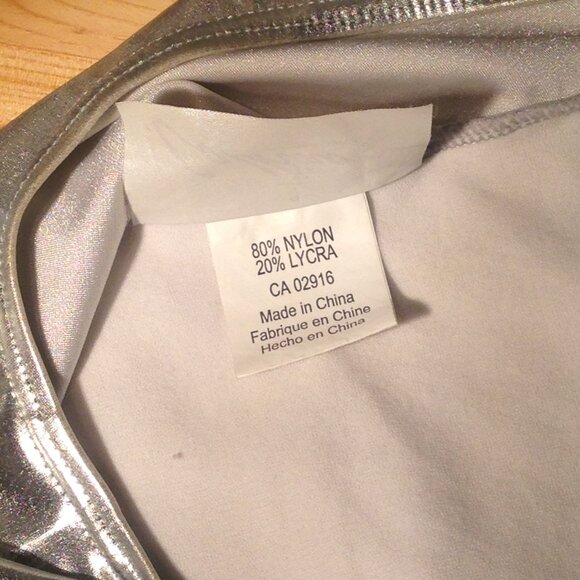 80% NYLON
20% LYCRA
CA 02916
Made in China
Fabrique en Chine
Hecho en China